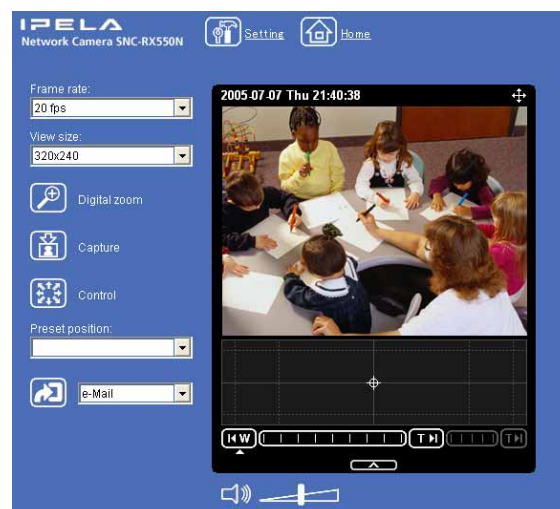 IPELA
Network Camera SNC-RX550N
Setting
Home
Frame rate:
20 fps
View size:
320x240
Digital zoom
Capture
Control
Preset position:
e-Mail
2005-07-07 Thu 21:40:38
W
T
T